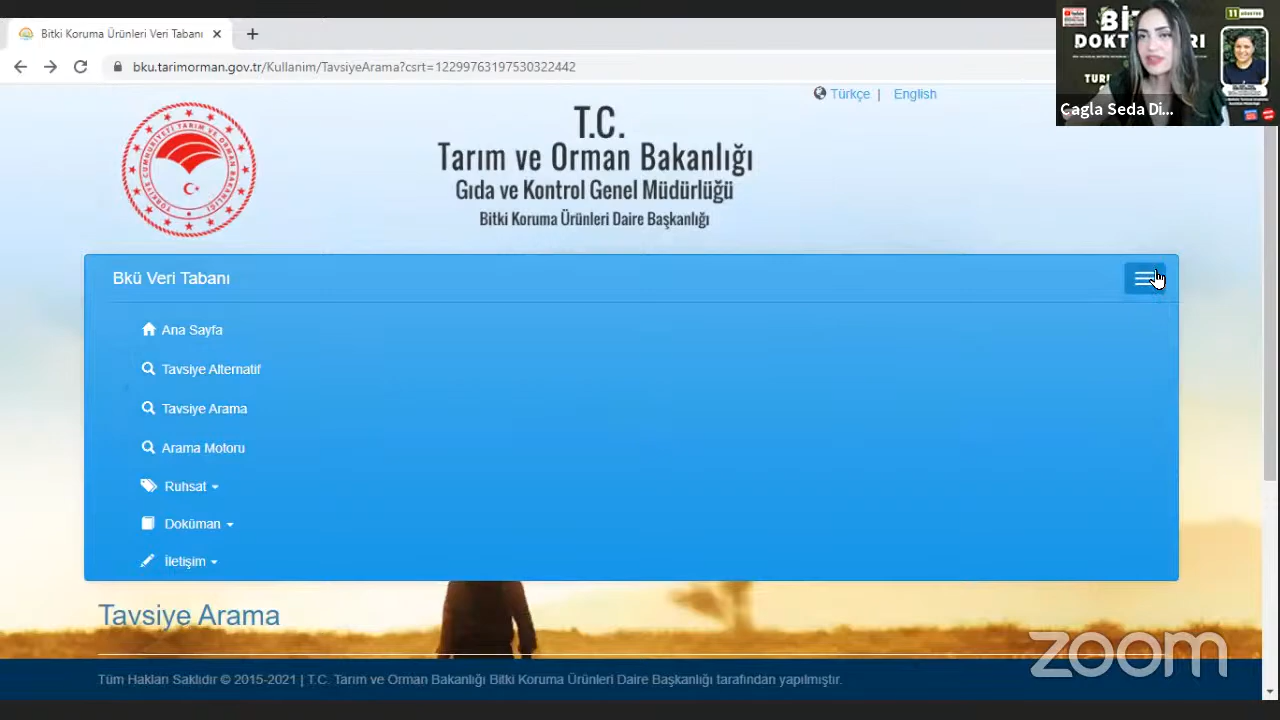 Bitki Koruma Ürünleri Veri Tabanı
bku.tarimorman.gov.tr/Kullanim/TavsiyeArama?csrt=12299763197530322442
Türkçe | English
T.C.
Tarım ve Orman Bakanlığı
Gıda ve Kontrol Genel Müdürlüğü
Bitki Koruma Ürünleri Daire Başkanlığı
Cagla Seda Di...
Bkü Veri Tabanı
Ana Sayfa
Tavsiye Alternatif
Tavsiye Arama
Arama Motoru
Ruhsat
Doküman
İletişim
Tavsiye Arama
zoom
Tüm Hakları Saklıdır © 2015-2021 | T.C. Tarım ve Orman Bakanlığı Bitki Koruma Ürünleri Daire Başkanlığı tarafından yapılmıştır.